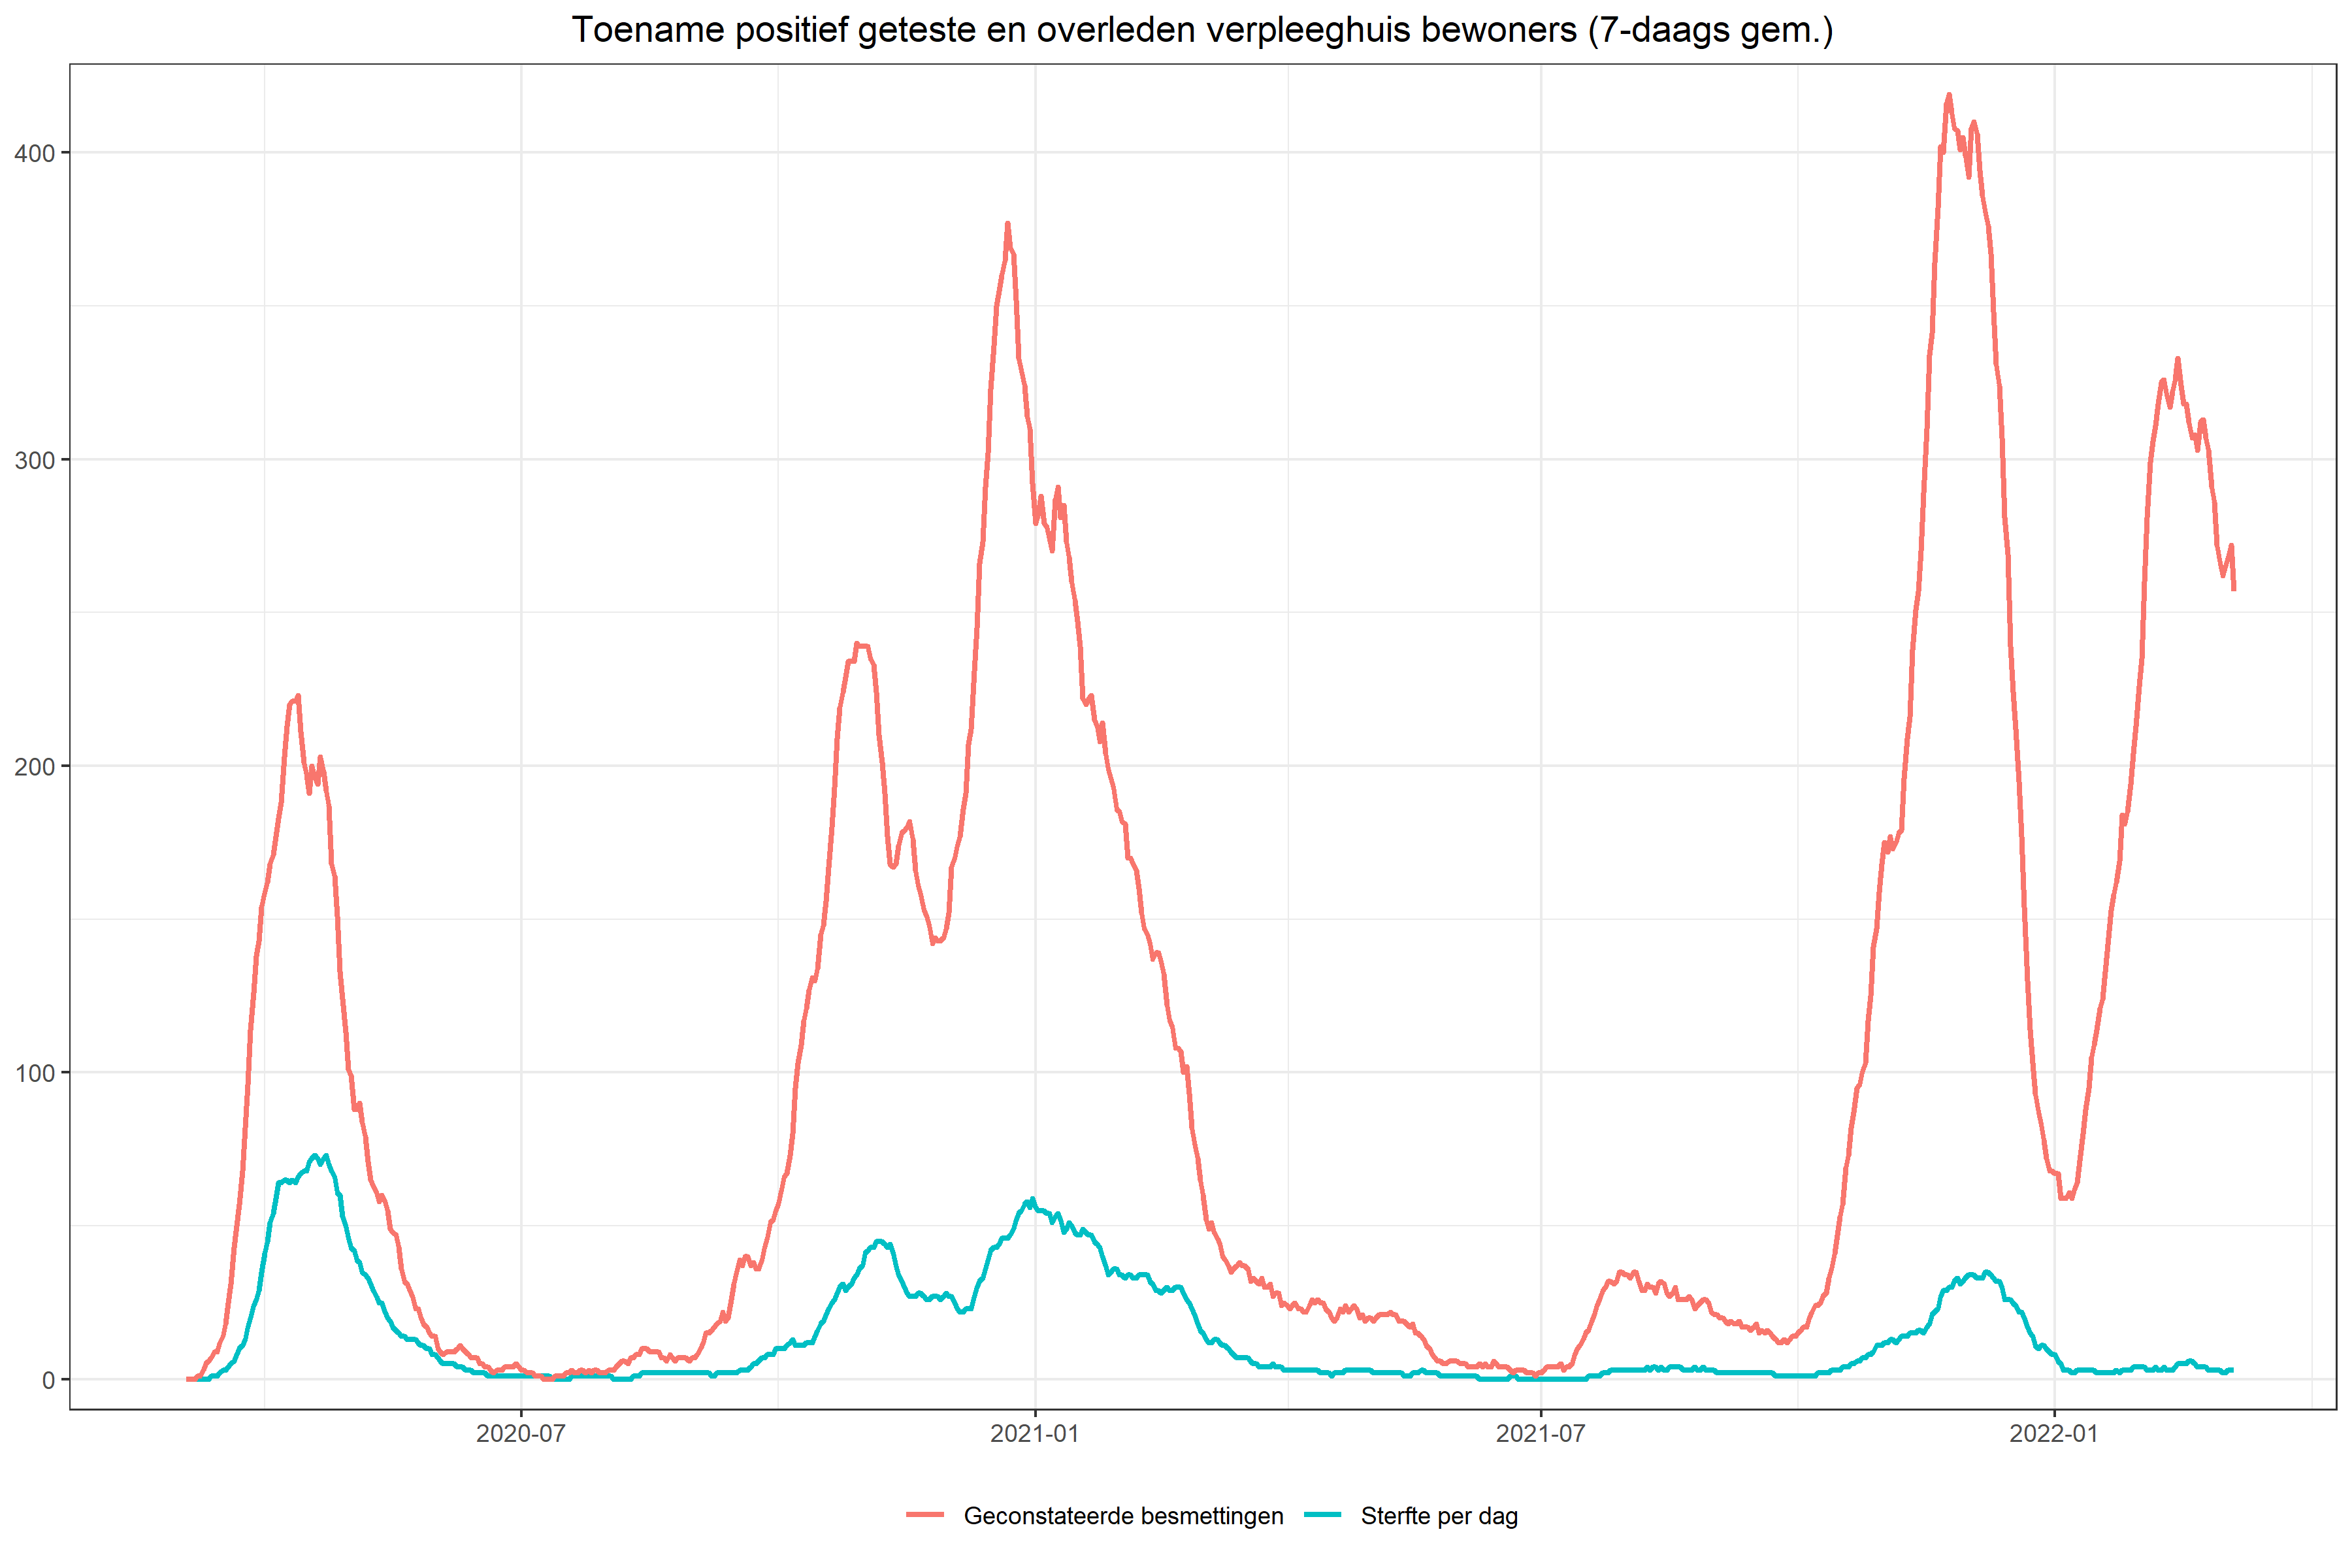 Toename positief geteste en overleden verpleeghuis bewoners (7-daags gem.)
400
300
200
100
0
2020-07 2021-01 2021-07 2022-01
Geconstateerde besmettingen Sterfte per dag